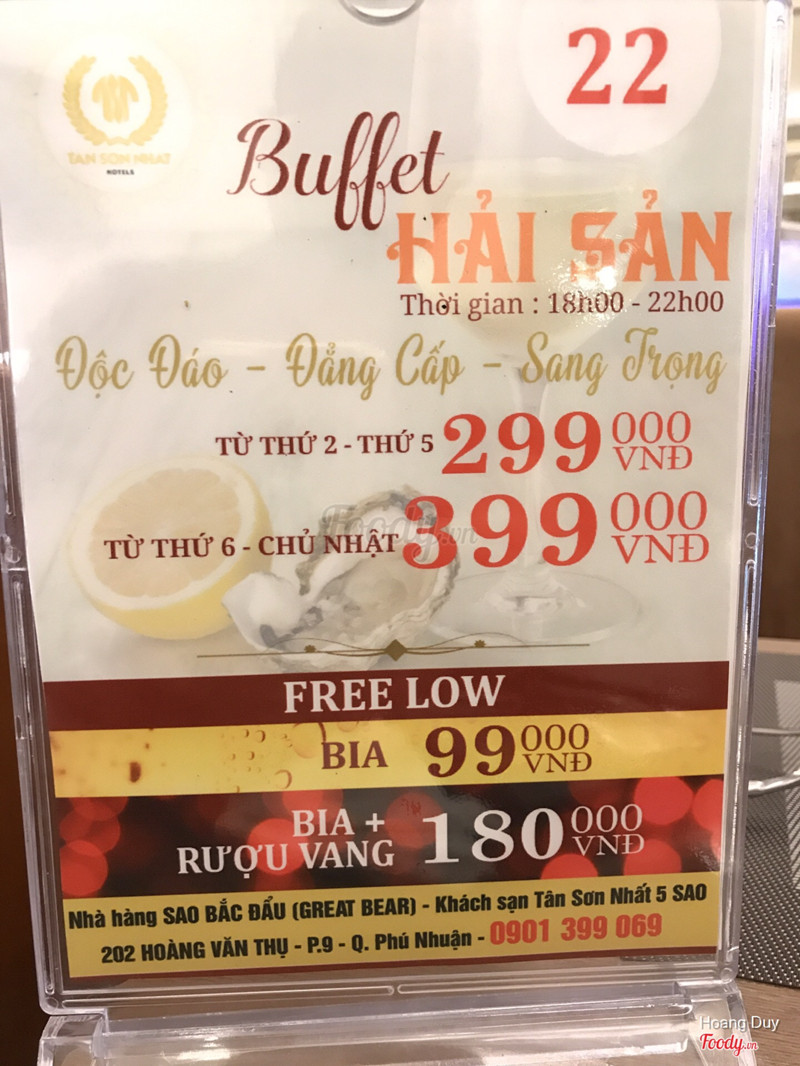 22
TAN SON NHAT
HOTELS
Buffet
HẢI SẢN
Thời gian : 18h00 - 22h00
Độc Đáo - Đẳng Cấp - Sang Trọng
TỪ THỨ 2 - THỨ 5 299 000 VNĐ
TỪ THỨ 6 - CHỦ NHẬT 399 000 VNĐ
Foody.vn
FREE LOW
BIA 99 000 VNĐ
BIA +
RƯỢU VANG 180 000 VNĐ
Nhà hàng SAO BẮC ĐẨU (GREAT BEAR) - Khách sạn Tân Sơn Nhất 5 SAO
202 HOÀNG VĂN THỤ - P.9 - Q. Phú Nhuận - 0901 399 069
Hoang Duy
Foody.vn